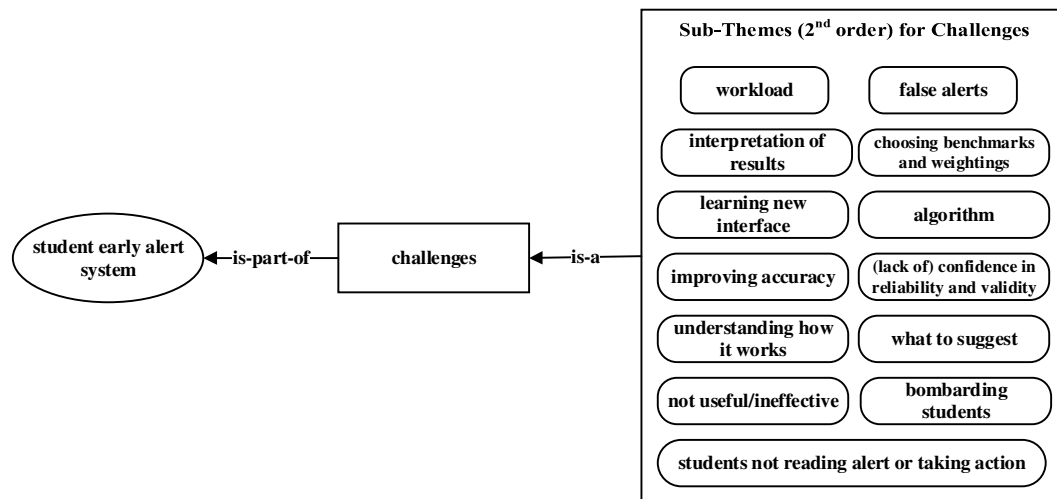 Sub-Themes (2nd order) for Challenges
workload
false alerts
interpretation of
results
choosing benchmarks
and weightings
learning new
interface
algorithm
student early alert
system
is-part-of
challenges
is-a
improving accuracy
(lack of) confidence in
reliability and validity
understanding how
it works
what to suggest
not useful/ineffective
bombarding
students
students not reading alert or taking action